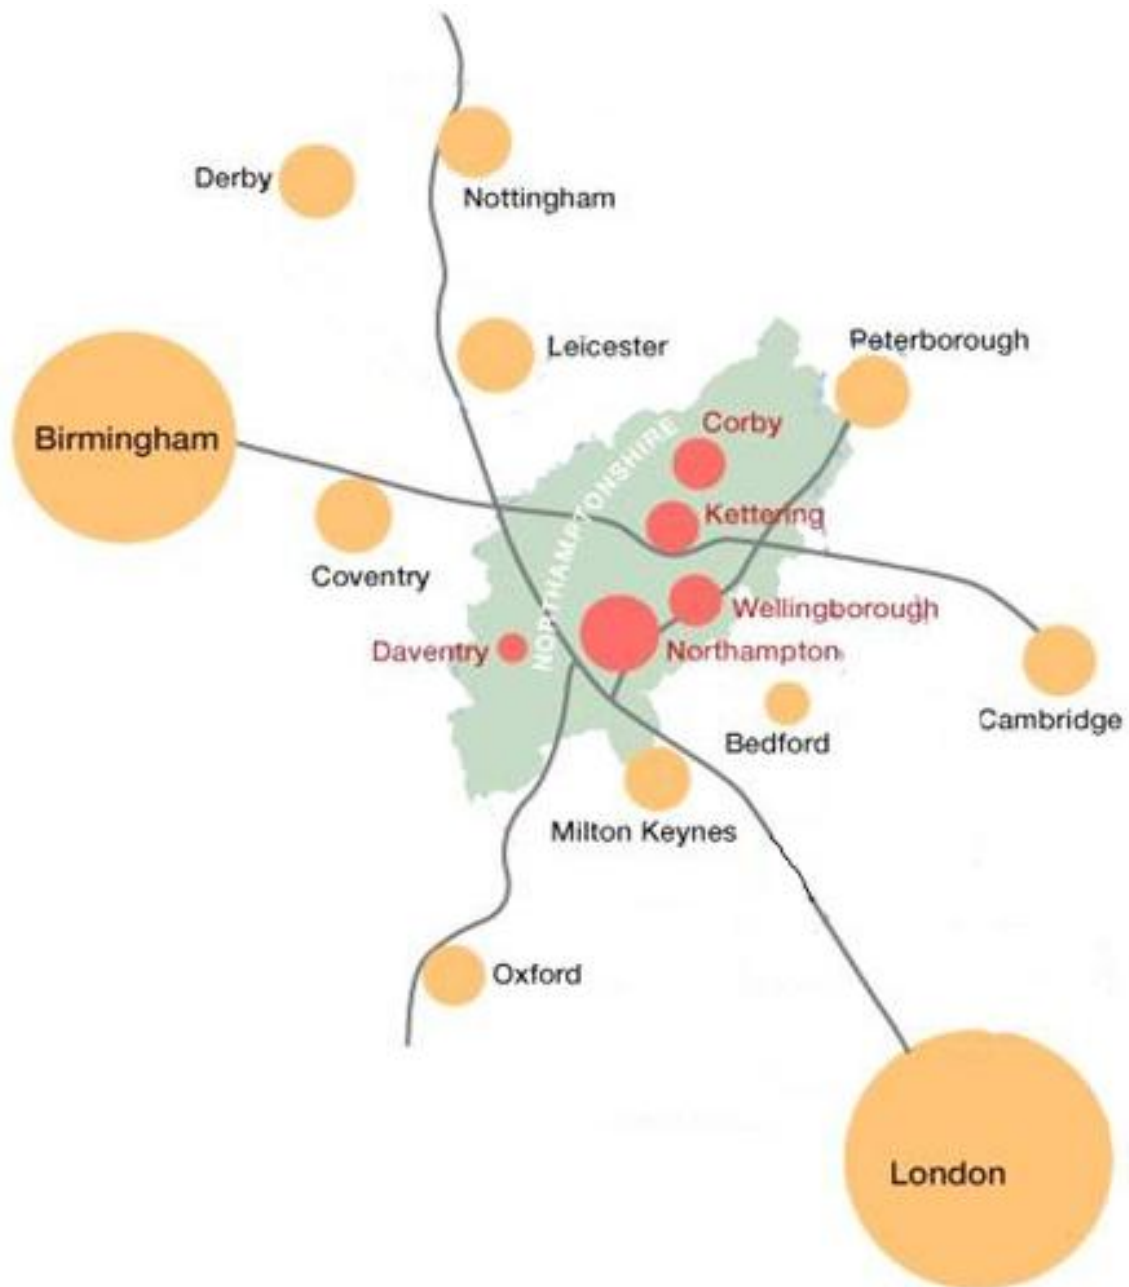 Derby
Nottingham
Leicester
Peterborough
Birmingham
Corby
NORTHAMPTONSHIRE
Kettering
Coventry
Wellingborough
Daventry
Northampton
Cambridge
Bedford
Milton Keynes
Oxford
London